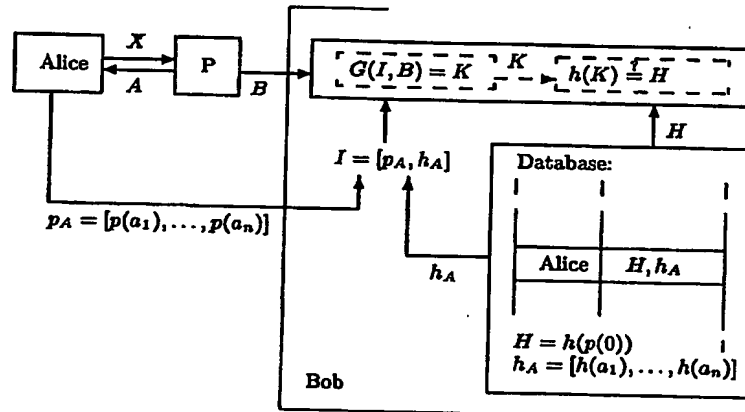 X
Alice
P
A
B
G(I, B) = K
K
h(K) ≟ H
H
I = [p_A, h_A]
Database:
p_A = [p(a_1), . . . , p(a_n)]
h_A
Alice
H, h_A
H = h(p(0))
h_A = [h(a_1), . . . , h(a_n)]
Bob